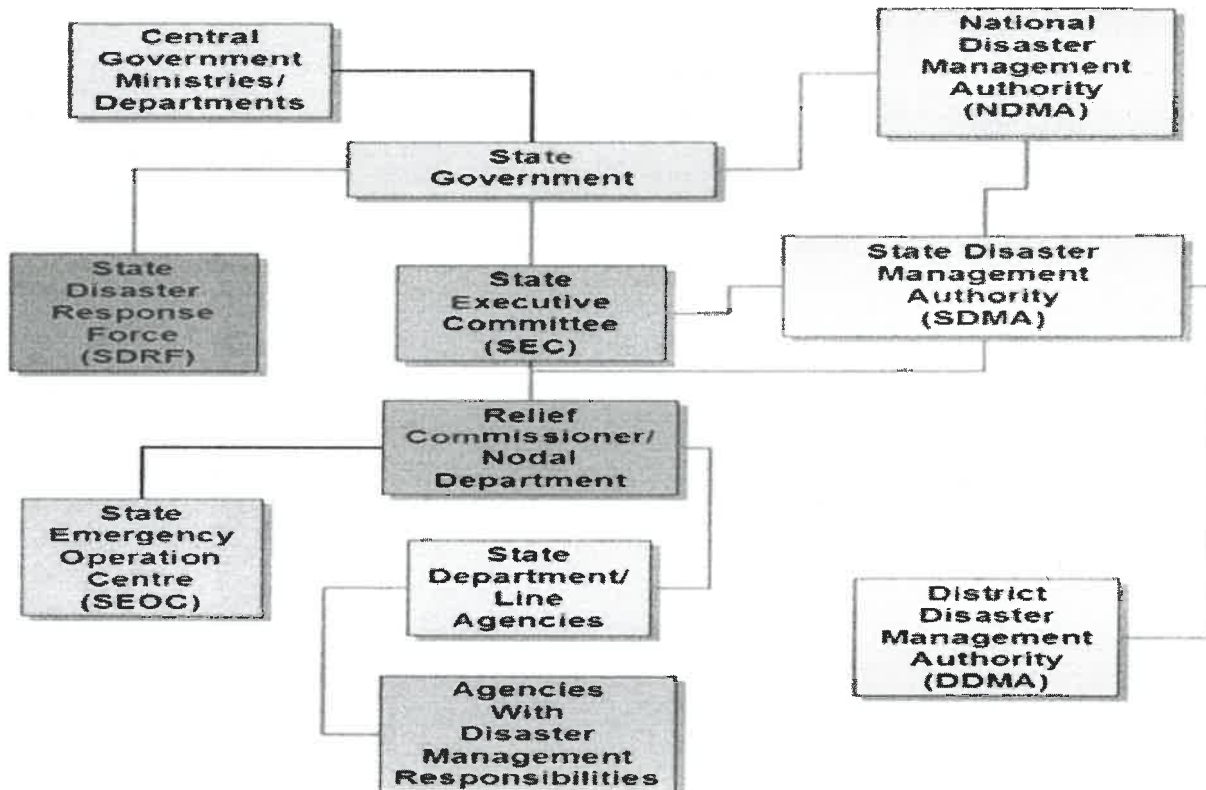 Central
Government
Ministries/
Departments
National
Disaster
Management
Authority
(NDMA)
State
Government
State
Disaster
Response
Force
(SDRF)
State
Executive
Committee
(SEC)
State Disaster
Management
Authority
(SDMA)
Relief
Commissioner/
Nodal
Department
State
Emergency
Operation
Centre
(SEOC)
State
Department/
Line
Agencies
District
Disaster
Management
Authority
(DDMA)
Agencies
With
Disaster
Management
Responsibilities